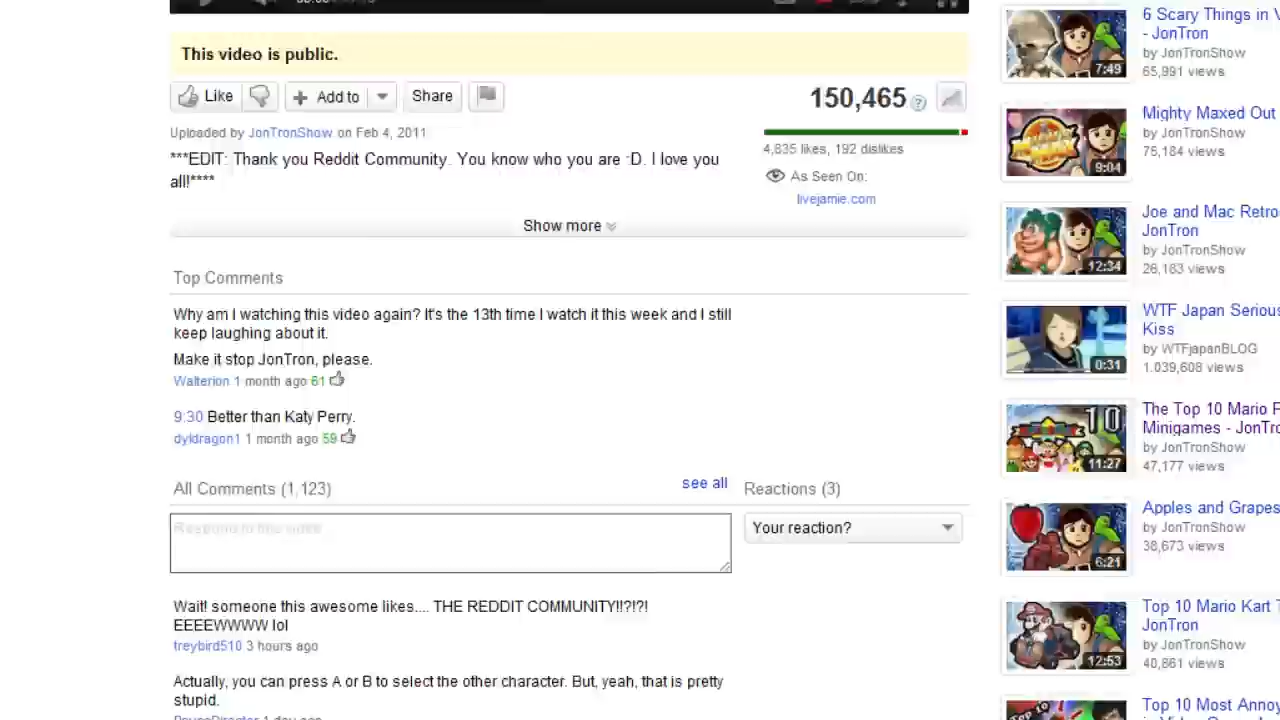 This video is public.
Like
Add to
Share
150,465
Uploaded by JonTronShow on Feb 4, 2011
***EDIT: Thank you Reddit Community. You know who you are :D. I love you
all!****
4,835 likes, 192 dislikes
As Seen On:
livejamie.com
Show more
Top Comments
Why am I watching this video again? It's the 13th time I watch it this week and I still
keep laughing about it.
Make it stop JonTron, please.
Walterion 1 month ago 61
9:30 Better than Katy Perry.
dyldragon1 1 month ago 59
All Comments (1,123)
see all
Reactions (3)
Respond to this video
Your reaction?
Wait! someone this awesome likes.... THE REDDIT COMMUNITY!!?!?!
EEEEWWWW lol
treybird510 3 hours ago
Actually, you can press A or B to select the other character. But, yeah, that is pretty
stupid.
6 Scary Things in V
- JonTron
by JonTronShow
65,991 views
7:49
Mighty Maxed Out
by JonTronShow
75,184 views
9:04
Joe and Mac Retro
JonTron
by JonTronShow
26,163 views
12:34
WTF Japan Seriou
Kiss
by WTFjapanBLOG
1,039,608 views
0:31
The Top 10 Mario P
Minigames - JonTro
by JonTronShow
47,177 views
10
11:27
Apples and Grapes
by JonTronShow
38,673 views
6:21
Top 10 Mario Kart T
JonTron
by JonTronShow
40,861 views
12:53
Top 10 Most Annoy
Top 10